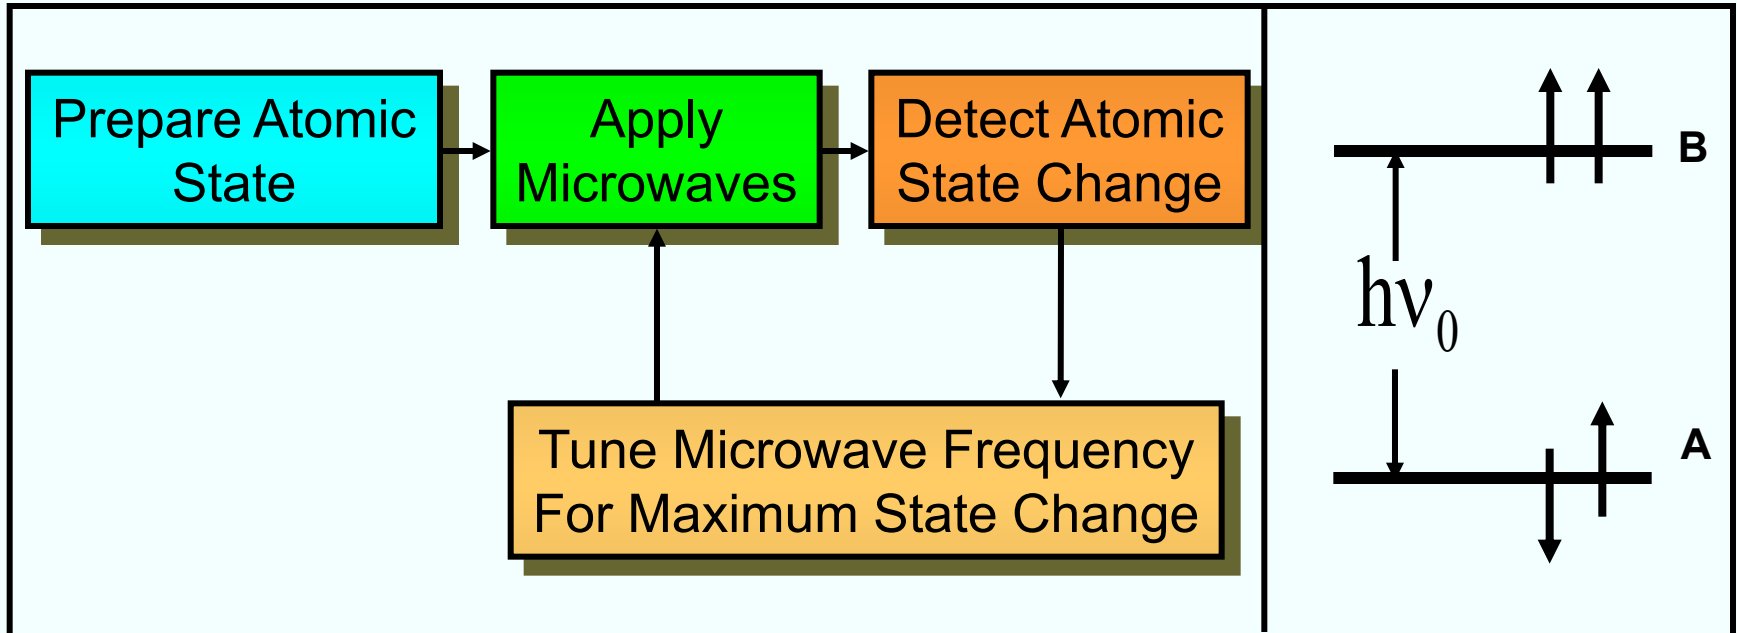 Prepare Atomic
State
Apply
Microwaves
Detect Atomic
State Change
Tune Microwave Frequency
For Maximum State Change
B
hν₀
A